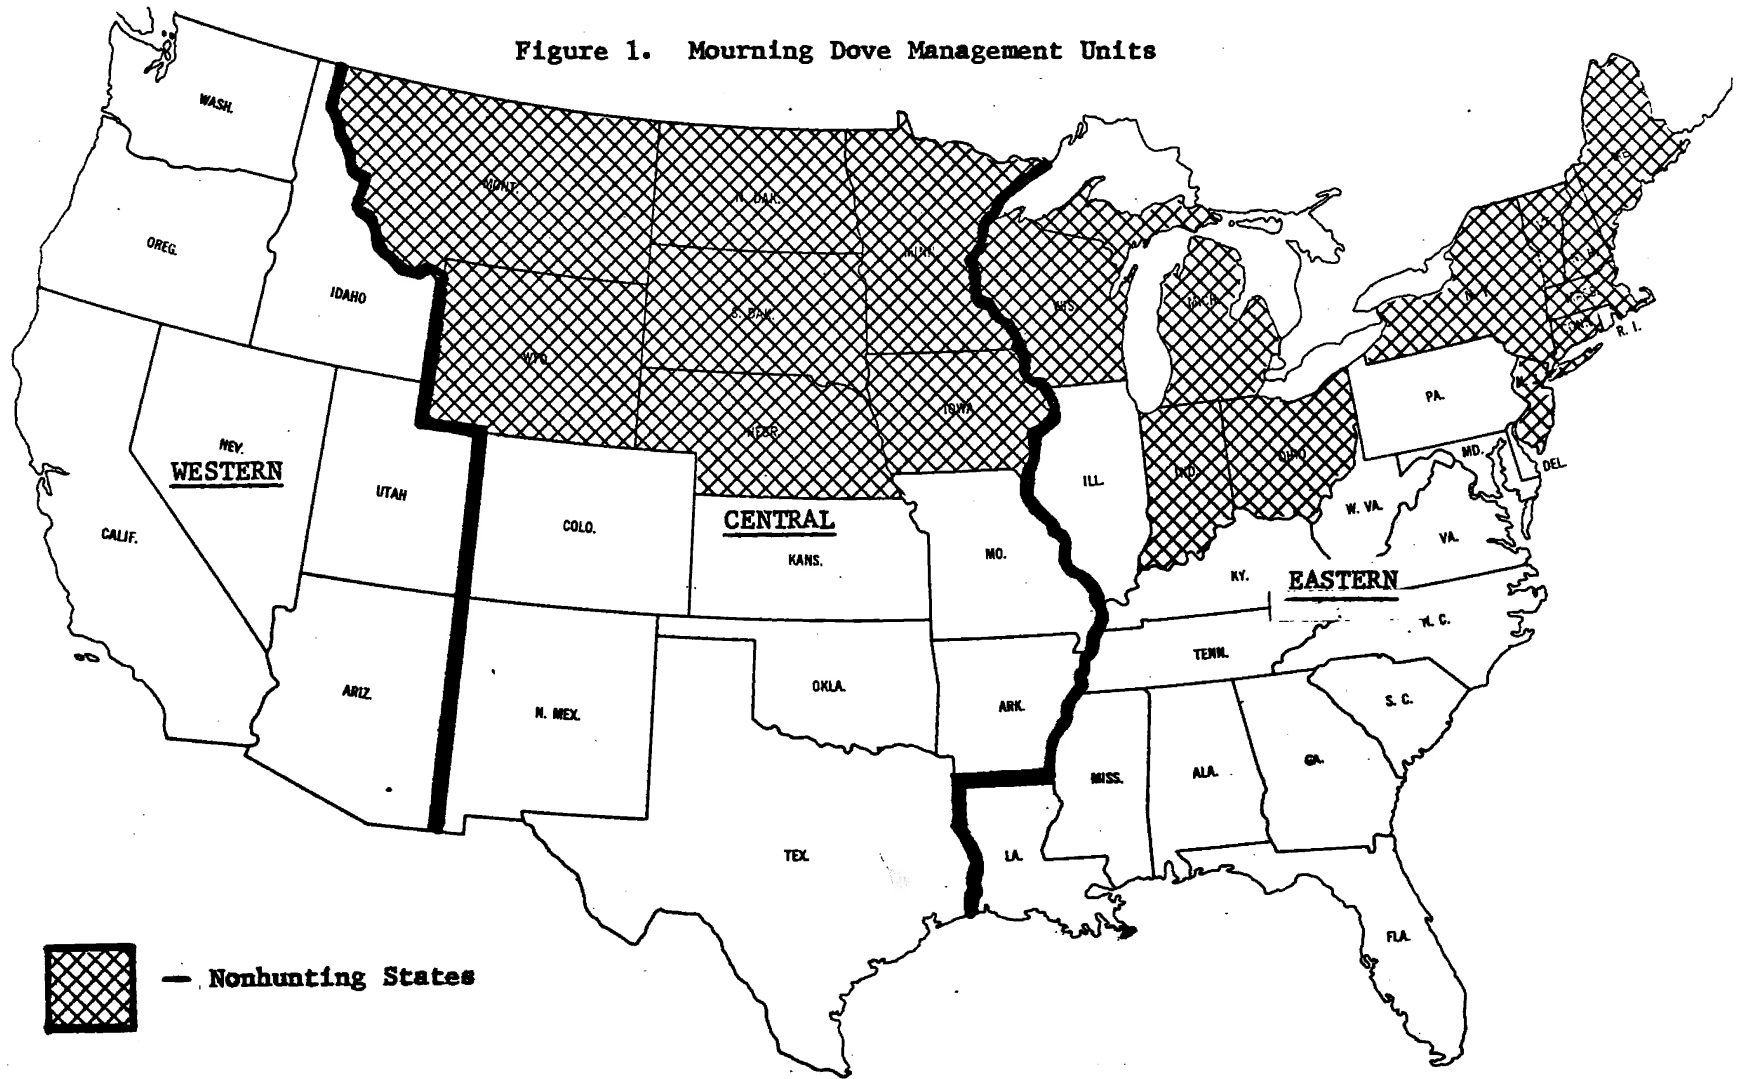 Figure 1. Mourning Dove Management Units
WASH.
MONT.
N. DAK.
MINN.
OREG.
IDAHO
WYO.
S. DAK.
WIS.
MICH.
R. I.
NEBR.
IOWA
PA.
NEV.
WESTERN
UTAH
COLO.
CENTRAL
KANS.
MO.
ILL.
IND.
OHIO
MD.
DEL.
W. VA.
VA.
CALIF.
KY.
EASTERN
N. C.
TENN.
ARIZ.
N. MEX.
OKLA.
ARK.
S. C.
MISS.
ALA.
GA.
TEX.
LA.
FLA.
— Nonhunting States